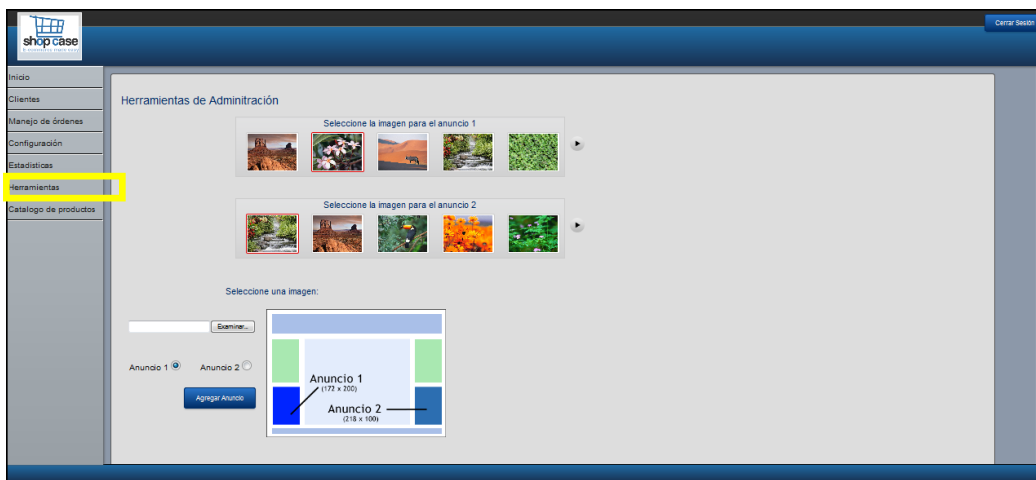 Cerrar Sesión
shop case
Inicio
Clientes
Manejo de órdenes
Configuración
Estadísticas
Herramientas
Catalogo de productos
Herramientas de Adminitración
Seleccione la imagen para el anuncio 1
Seleccione la imagen para el anuncio 2
Seleccione una imagen:
Examinar...
Anuncio 1
Anuncio 2
Agregar Anuncio
Anuncio 1
(172 x 200)
Anuncio 2
(218 x 100)